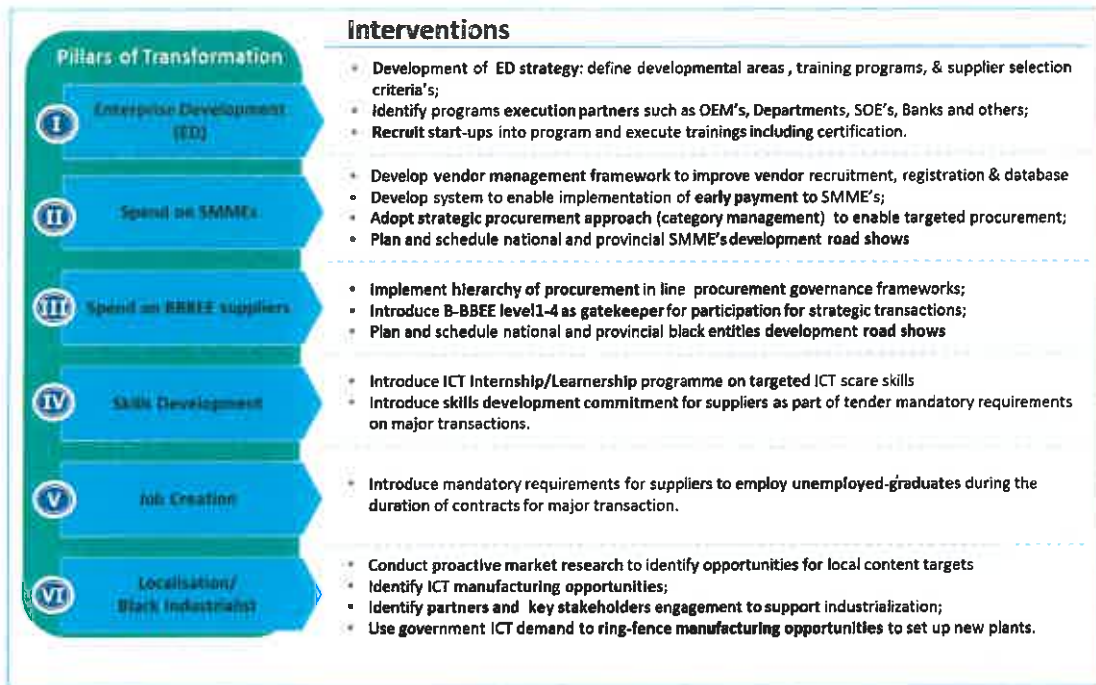 Interventions
Pillars of Transformation
I
Enterprise Development
(ED)
• Development of ED strategy: define developmental areas , training programs, & supplier selection
criteria's;
• Identify programs execution partners such as OEM's, Departments, SOE's, Banks and others;
• Recruit start-ups into program and execute trainings including certification.
II
Spend on SMMEs
• Develop vendor management framework to improve vendor recruitment, registration & database
• Develop system to enable implementation of early payment to SMME's;
• Adopt strategic procurement approach (category management) to enable targeted procurement;
• Plan and schedule national and provincial SMME's development road shows
III
Spend on BBBEE suppliers
• Implement hierarchy of procurement in line procurement governance frameworks;
• Introduce B-BBEE level1-4 as gatekeeper for participation for strategic transactions;
• Plan and schedule national and provincial black entities development road shows
IV
Skills Development
• Introduce ICT Internship/Learnership programme on targeted ICT scare skills
• Introduce skills development commitment for suppliers as part of tender mandatory requirements
on major transactions.
V
Job Creation
• Introduce mandatory requirements for suppliers to employ unemployed-graduates during the
duration of contracts for major transaction.
VI
Localisation/
Black Industrialist
• Conduct proactive market research to identify opportunities for local content targets
• Identify ICT manufacturing opportunities;
• Identify partners and key stakeholders engagement to support industrialization;
• Use government ICT demand to ring-fence manufacturing opportunities to set up new plants.